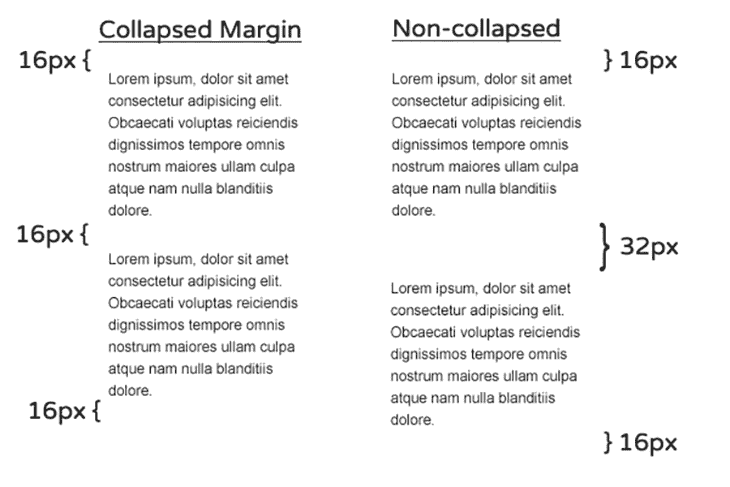 Collapsed Margin
16px {
Lorem ipsum, dolor sit amet
consectetur adipisicing elit.
Obcaecati voluptas reiciendis
dignissimos tempore omnis
nostrum maiores ullam culpa
atque nam nulla blanditiis
dolore.
16px {
Lorem ipsum, dolor sit amet
consectetur adipisicing elit.
Obcaecati voluptas reiciendis
dignissimos tempore omnis
nostrum maiores ullam culpa
atque nam nulla blanditiis
dolore.
16px {
Non-collapsed
} 16px
Lorem ipsum, dolor sit amet
consectetur adipisicing elit.
Obcaecati voluptas reiciendis
dignissimos tempore omnis
nostrum maiores ullam culpa
atque nam nulla blanditiis
dolore.
} 32px
Lorem ipsum, dolor sit amet
consectetur adipisicing elit.
Obcaecati voluptas reiciendis
dignissimos tempore omnis
nostrum maiores ullam culpa
atque nam nulla blanditiis
dolore.
} 16px